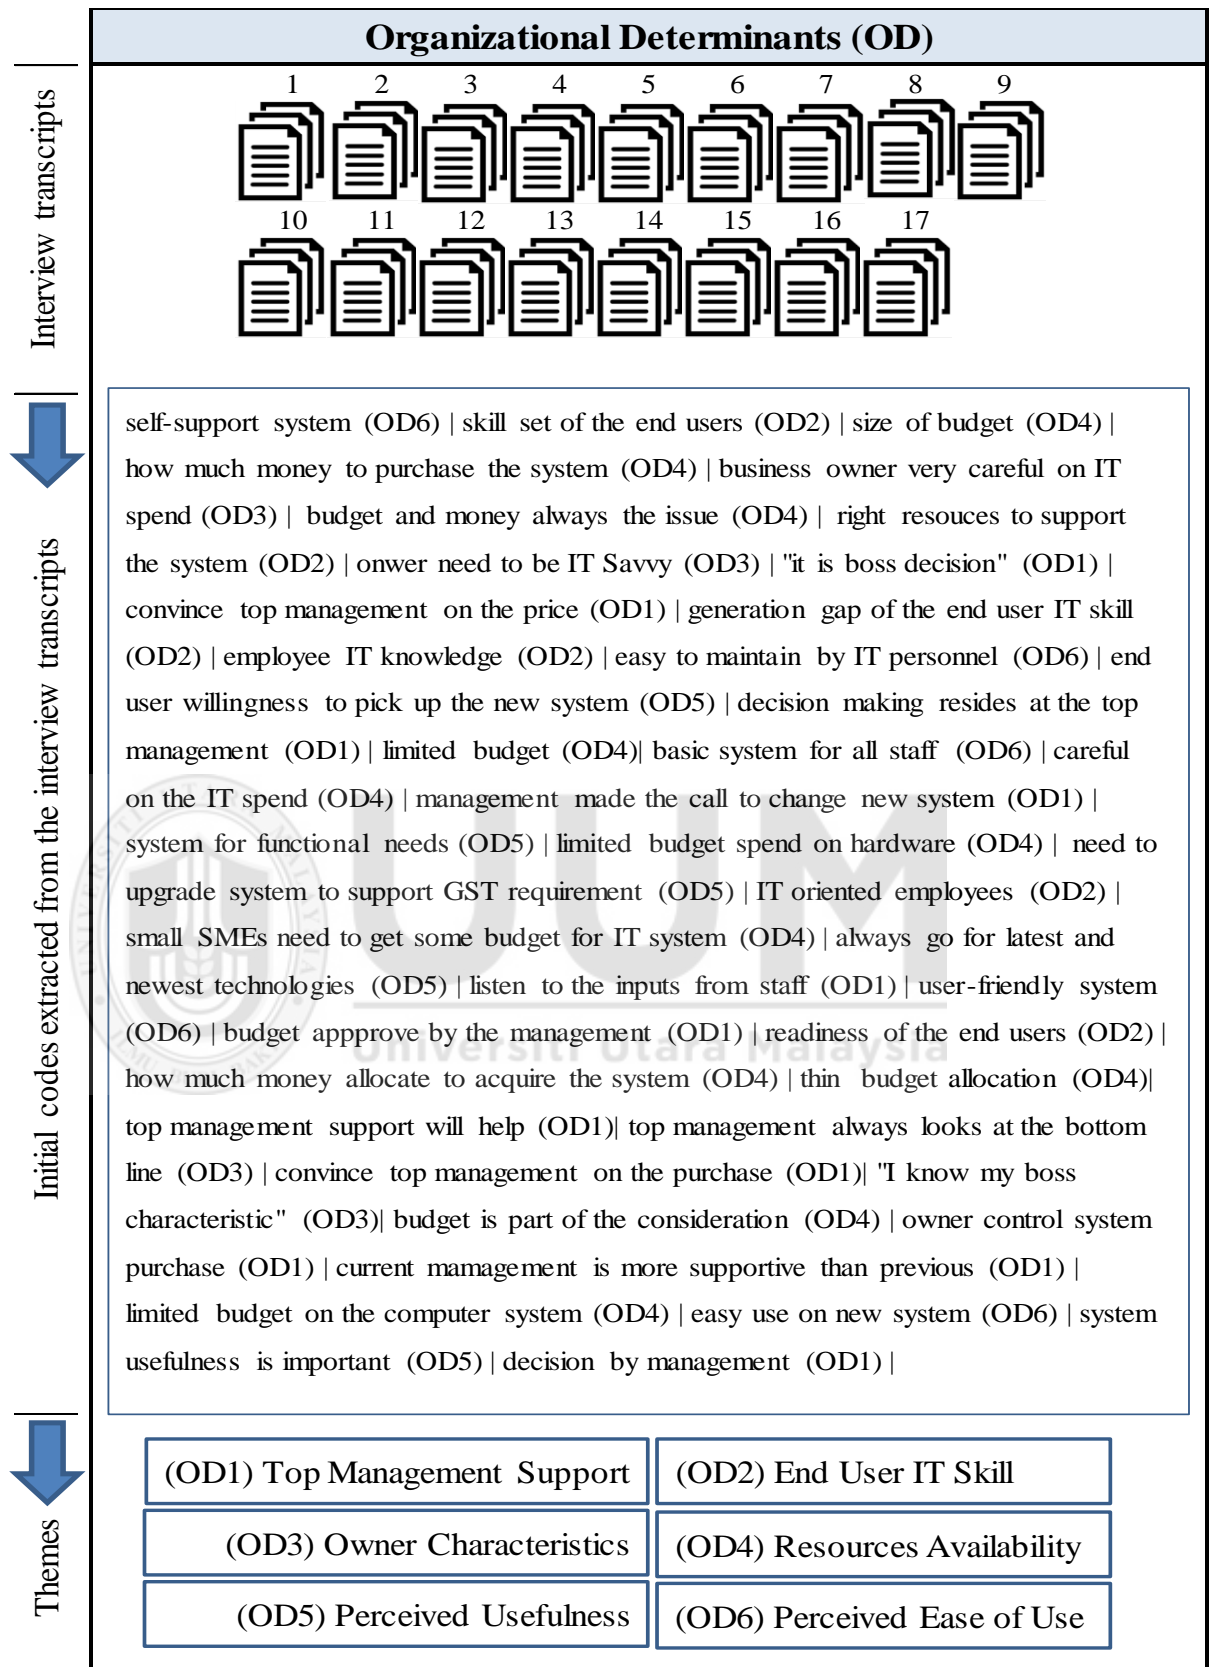 Organizational Determinants (OD)
Interview transcripts
1 2 3 4 5 6 7 8 9
10 11 12 13 14 15 16 17
Initial codes extracted from the interview transcripts
self-support system (OD6) | skill set of the end users (OD2) | size of budget (OD4) |
how much money to purchase the system (OD4) | business owner very careful on IT
spend (OD3) | budget and money always the issue (OD4) | right resouces to support
the system (OD2) | onwer need to be IT Savvy (OD3) | "it is boss decision" (OD1) |
convince top management on the price (OD1) | generation gap of the end user IT skill
(OD2) | employee IT knowledge (OD2) | easy to maintain by IT personnel (OD6) | end
user willingness to pick up the new system (OD5) | decision making resides at the top
management (OD1) | limited budget (OD4)| basic system for all staff (OD6) | careful
on the IT spend (OD4) | management made the call to change new system (OD1) |
system for functional needs (OD5) | limited budget spend on hardware (OD4) | need to
upgrade system to support GST requirement (OD5) | IT oriented employees (OD2) |
small SMEs need to get some budget for IT system (OD4) | always go for latest and
newest technologies (OD5) | listen to the inputs from staff (OD1) | user-friendly system
(OD6) | budget appprove by the management (OD1) | readiness of the end users (OD2) |
how much money allocate to acquire the system (OD4) | thin budget allocation (OD4)|
top management support will help (OD1)| top management always looks at the bottom
line (OD3) | convince top management on the purchase (OD1)| "I know my boss
characteristic" (OD3)| budget is part of the consideration (OD4) | owner control system
purchase (OD1) | current mamagement is more supportive than previous (OD1) |
limited budget on the computer system (OD4) | easy use on new system (OD6) | system
usefulness is important (OD5) | decision by management (OD1) |
UUM
Universiti Utara Malaysia
Themes
(OD1) Top Management Support
(OD2) End User IT Skill
(OD3) Owner Characteristics
(OD4) Resources Availability
(OD5) Perceived Usefulness
(OD6) Perceived Ease of Use